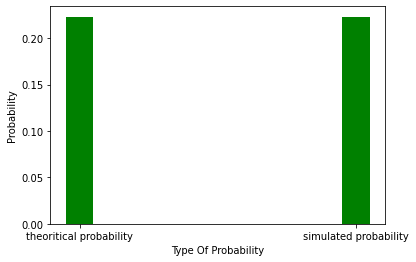 0.20
0.15
0.10
0.05
0.00
Probability
theoritical probability
simulated probability
Type Of Probability